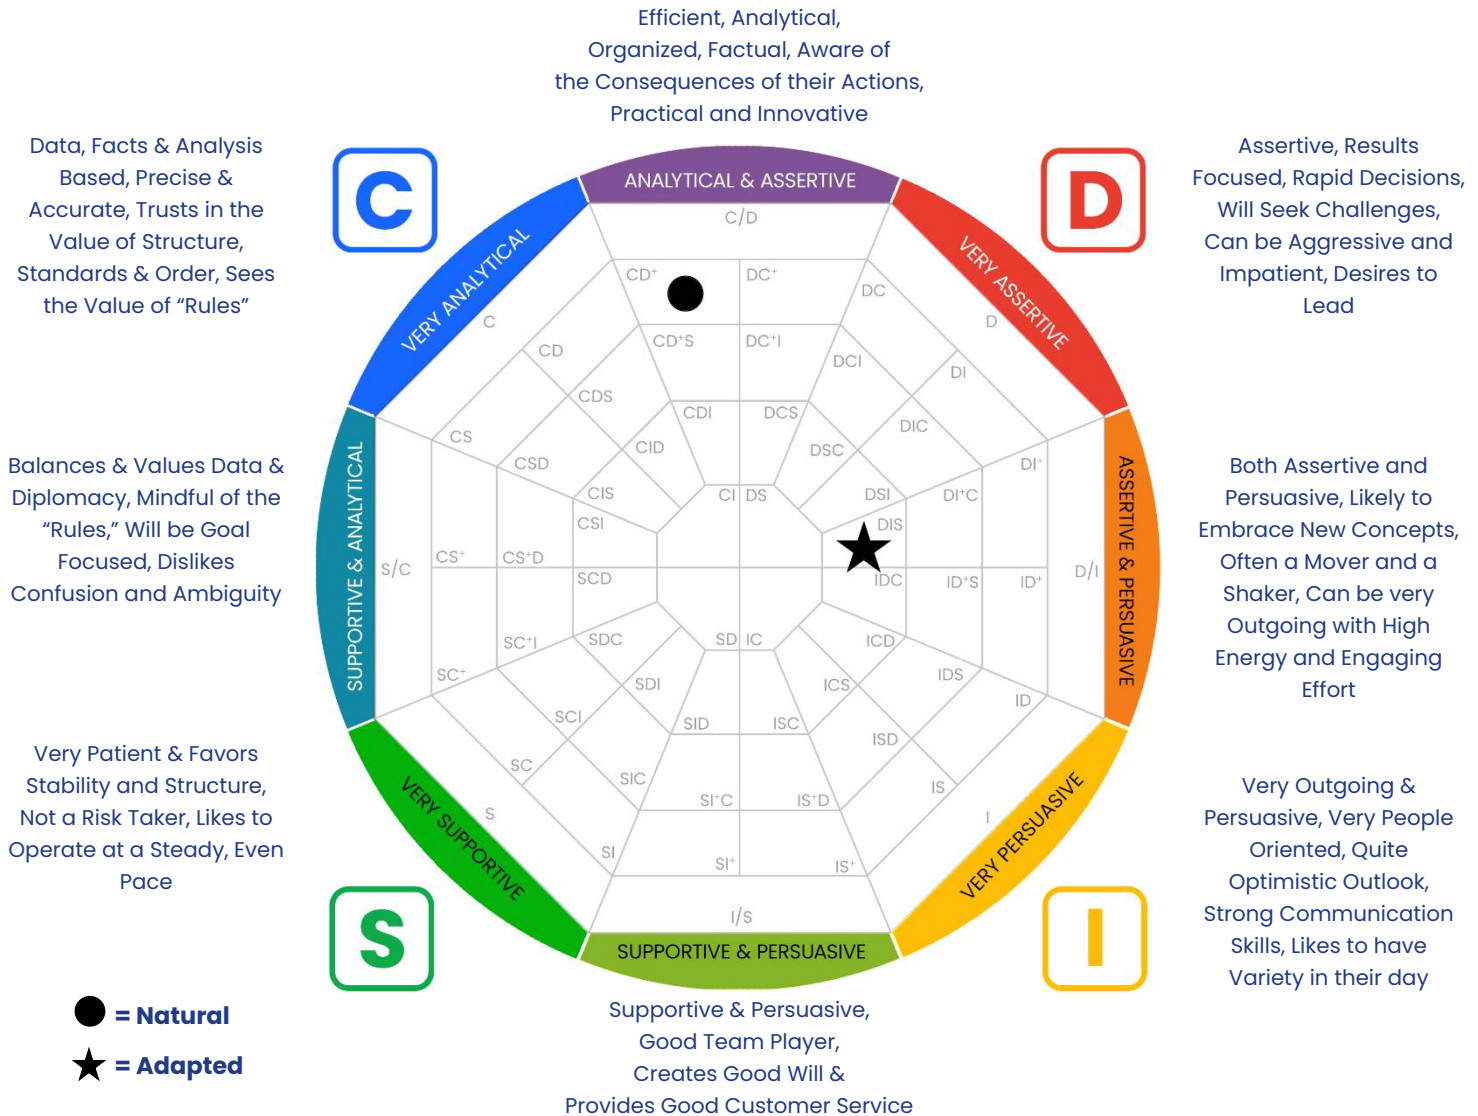 Efficient, Analytical,
Organized, Factual, Aware of
the Consequences of their Actions,
Practical and Innovative
Data, Facts & Analysis
Based, Precise &
Accurate, Trusts in the
Value of Structure,
Standards & Order, Sees
the Value of “Rules”
C
D
Assertive, Results
Focused, Rapid Decisions,
Will Seek Challenges,
Can be Aggressive and
Impatient, Desires to
Lead
ANALYTICAL & ASSERTIVE
VERY ANALYTICAL
VERY ASSERTIVE
C/D
CD⁺
DC⁺
DC
C
D
CD
CD⁺S
DC⁺I
DCI
DI
CDS
CDI
DCS
DIC
CS
CID
DSC
CSD
DI⁺
CIS
CI
DS
DSI
DI⁺C
CSI
DIS
Balances & Values Data &
Diplomacy, Mindful of the
“Rules,” Will be Goal
Focused, Dislikes
Confusion and Ambiguity
SUPPORTIVE & ANALYTICAL
ASSERTIVE & PERSUASIVE
Both Assertive and
Persuasive, Likely to
Embrace New Concepts,
Often a Mover and a
Shaker, Can be very
Outgoing with High
Energy and Engaging
Effort
S/C
CS⁺
CS⁺D
SCD
IDC
ID⁺S
ID⁺
D/I
SC⁺I
SDC
SD
IC
ICD
SC⁺
SDI
ICS
IDS
SCI
SID
ISC
ID
SC
SIC
ISD
S
SI⁺C
IS⁺D
IS
I
SI
SI⁺
IS⁺
I/S
VERY SUPPORTIVE
VERY PERSUASIVE
SUPPORTIVE & PERSUASIVE
Very Patient & Favors
Stability and Structure,
Not a Risk Taker, Likes to
Operate at a Steady, Even
Pace
S
I
Very Outgoing &
Persuasive, Very People
Oriented, Quite
Optimistic Outlook,
Strong Communication
Skills, Likes to have
Variety in their day
= Natural
= Adapted
Supportive & Persuasive,
Good Team Player,
Creates Good Will &
Provides Good Customer Service